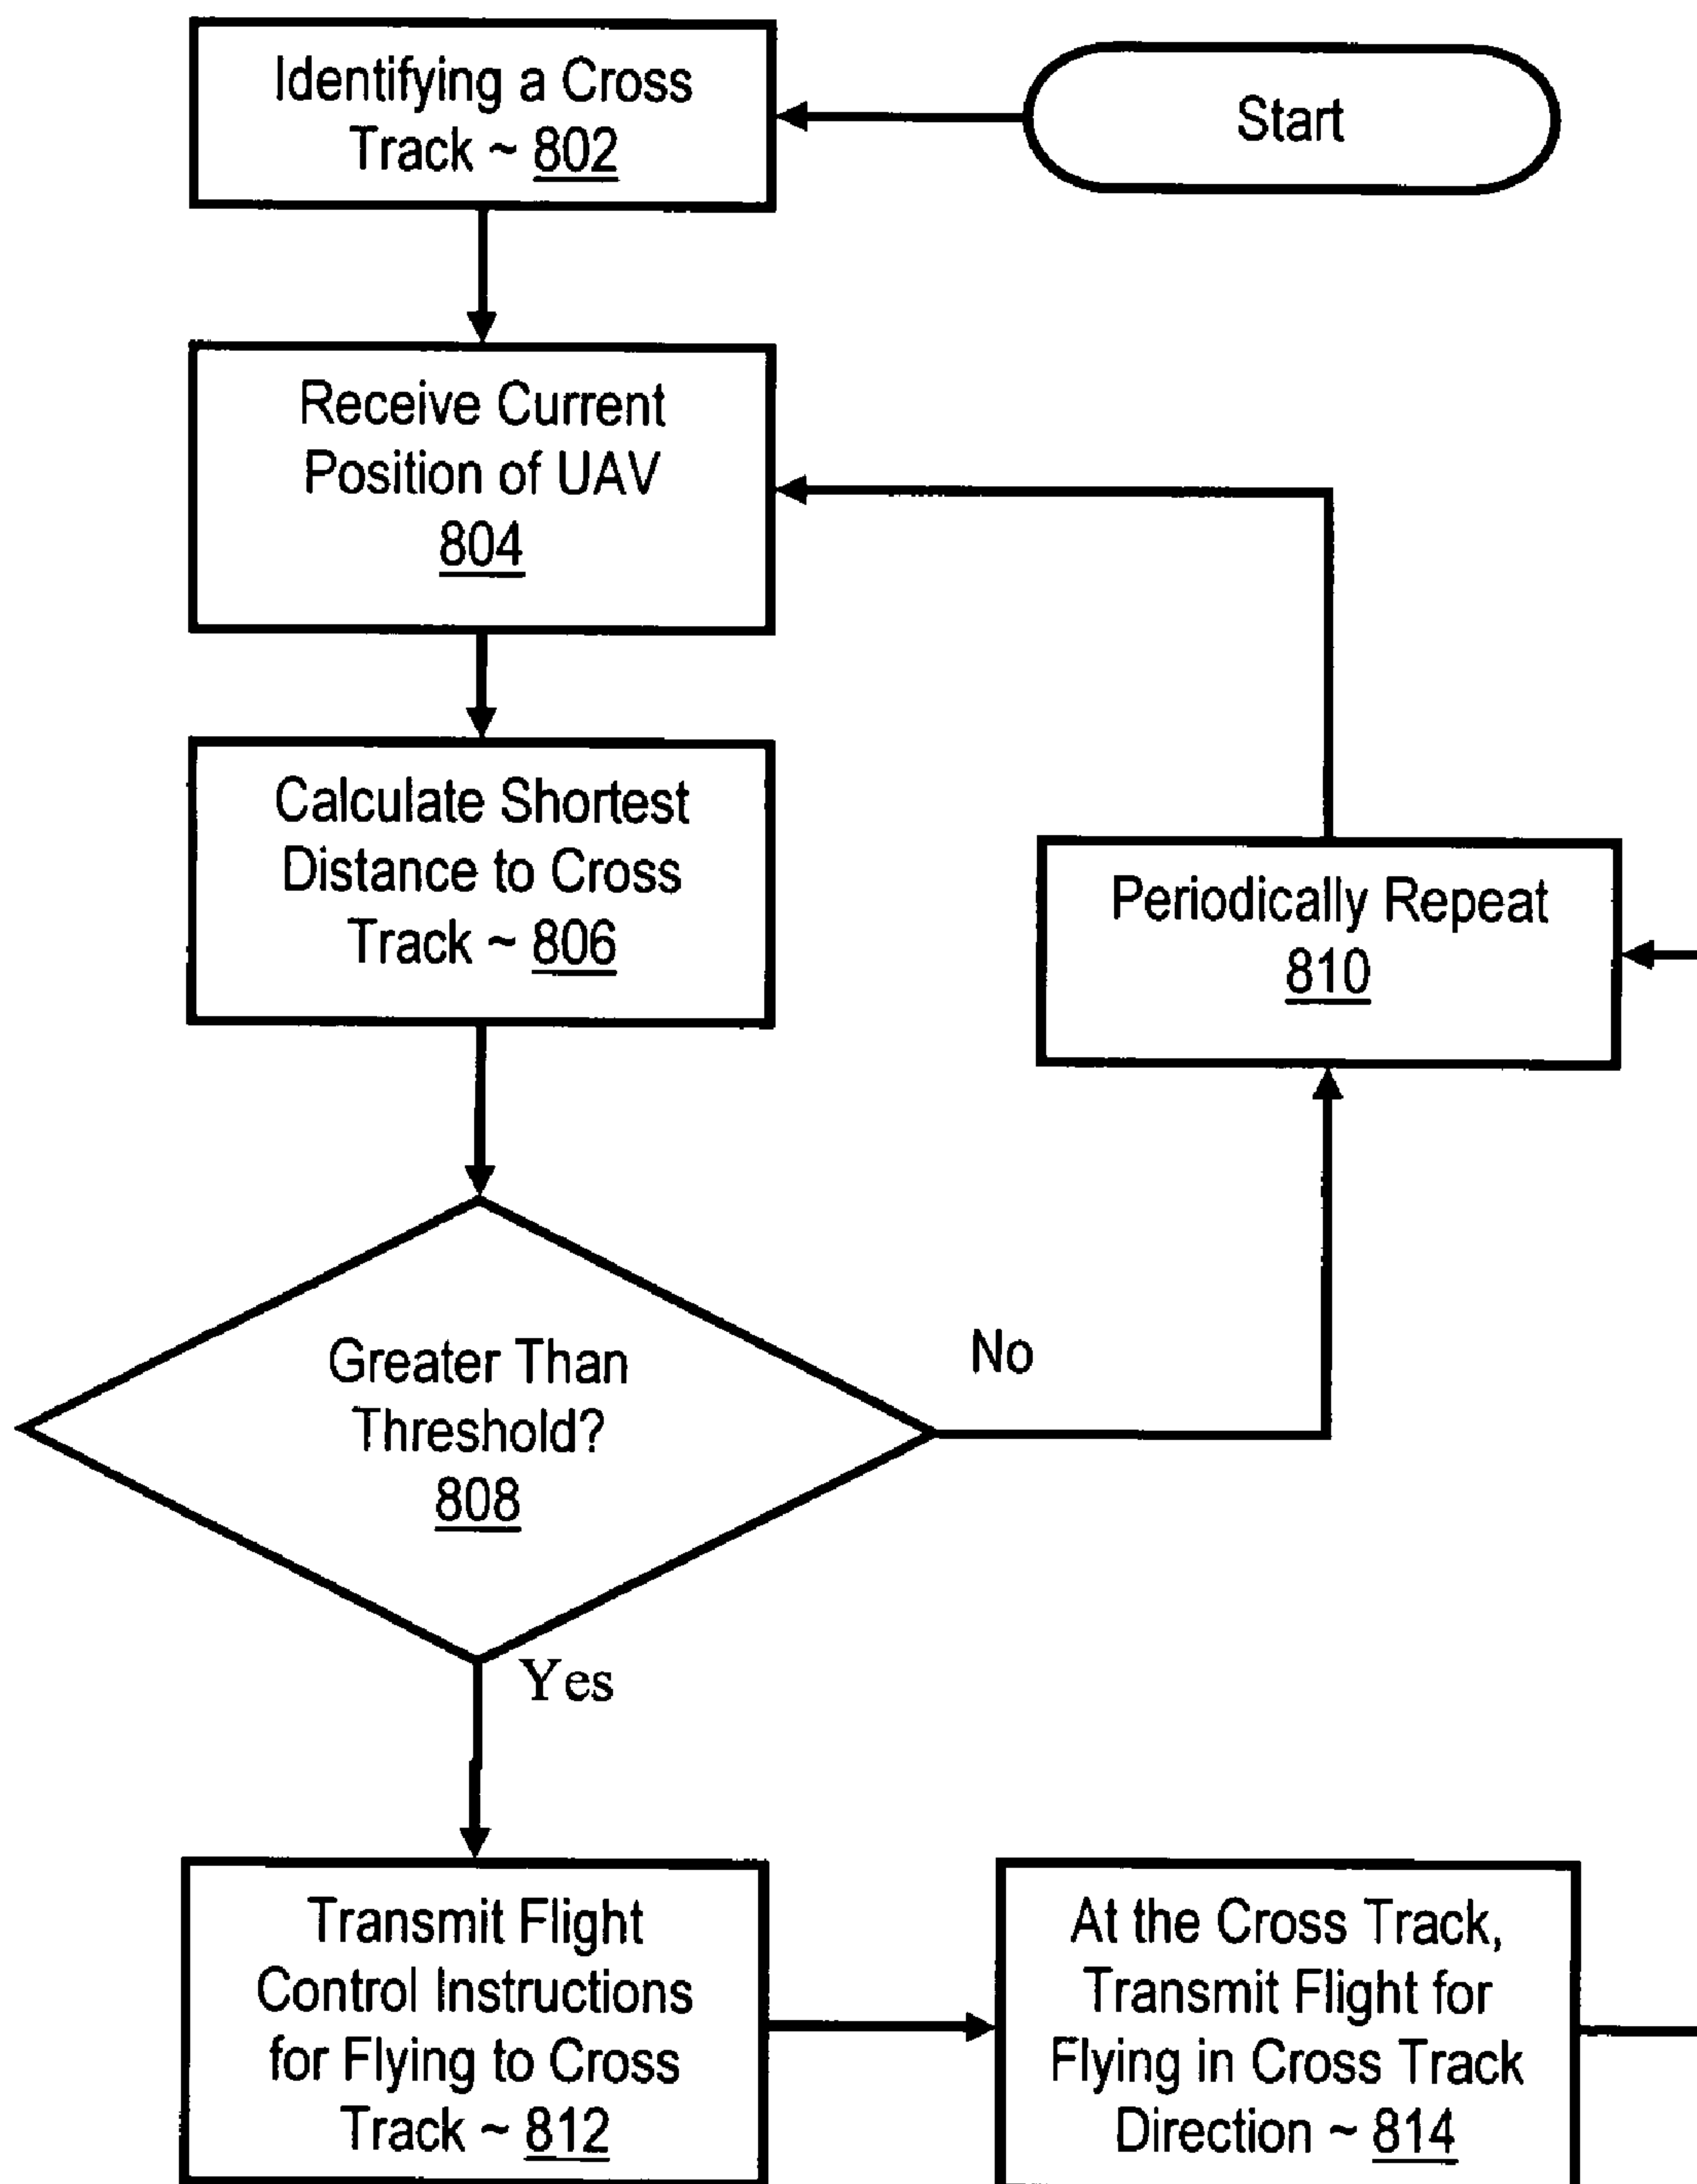 Start
Identifying a Cross
Track ~ 802
Receive Current
Position of UAV
804
Calculate Shortest
Distance to Cross
Track ~ 806
Periodically Repeat
810
Greater Than
Threshold?
808
No
Yes
Transmit Flight
Control Instructions
for Flying to Cross
Track ~ 812
At the Cross Track,
Transmit Flight for
Flying in Cross Track
Direction ~ 814